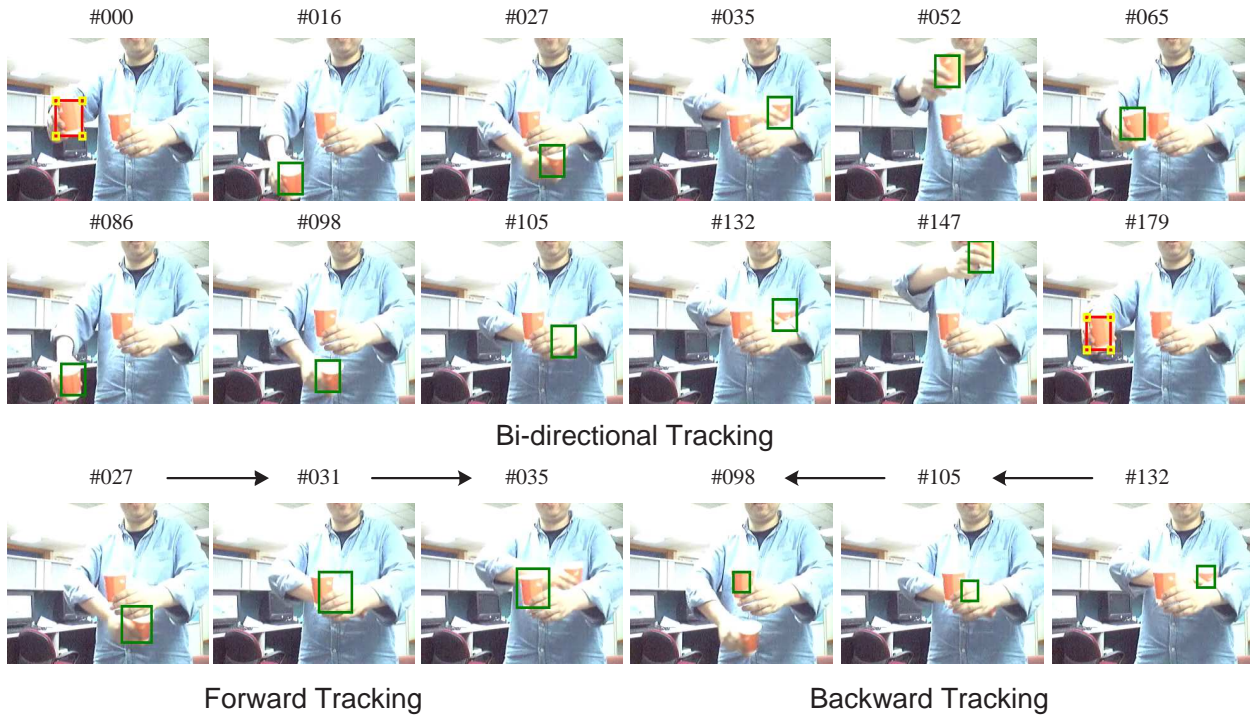 #000 #016 #027 #035 #052 #065
#086 #098 #105 #132 #147 #179
Bi-directional Tracking
#027 #031 #035 #098 #105 #132
Forward Tracking Backward Tracking